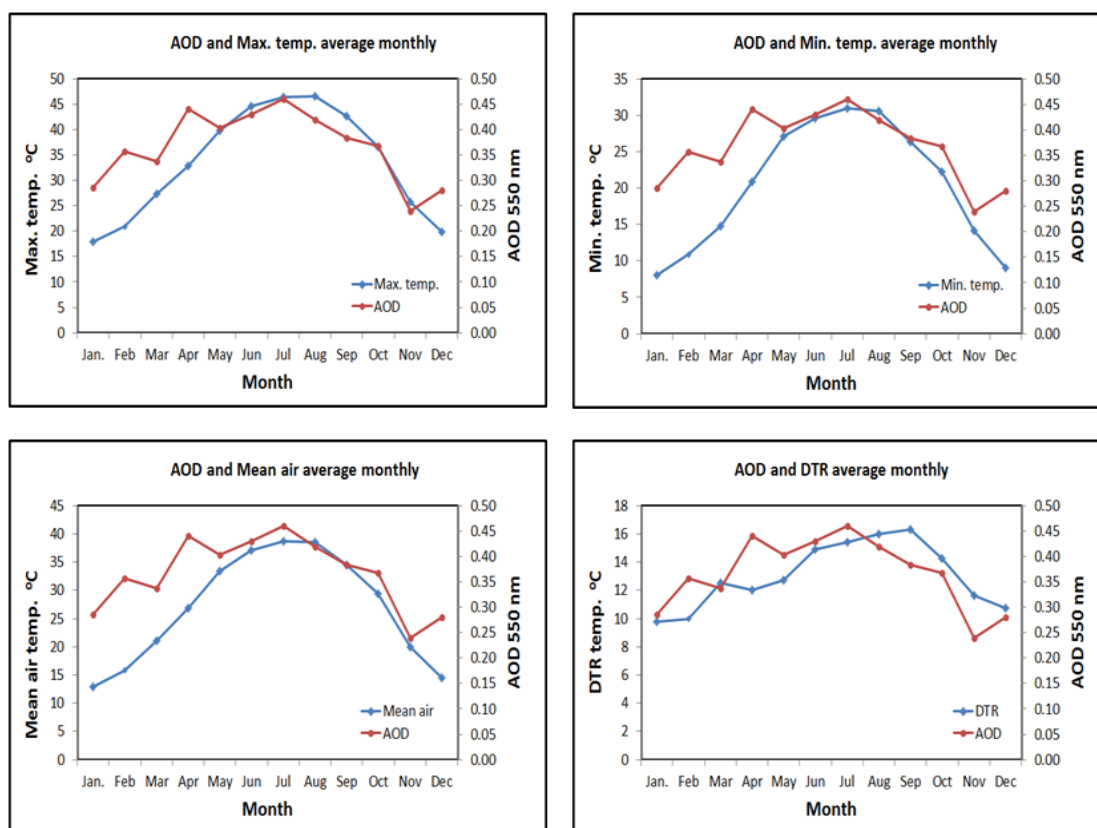 AOD and Max. temp. average monthly
Max. temp. ºC
50
45
40
35
30
25
20
15
10
5
0
0.50
0.45
0.40
0.35
0.30
0.25
0.20
0.15
0.10
0.05
0.00
AOD 550 nm
Max. temp.
AOD
Jan. Feb Mar Apr May Jun Jul Aug Sep Oct Nov Dec
Month
AOD and Min. temp. average monthly
Min. temp. ºC
35
30
25
20
15
10
5
0
0.50
0.45
0.40
0.35
0.30
0.25
0.20
0.15
0.10
0.05
0.00
AOD 550 nm
Min. temp.
AOD
Jan. Feb Mar Apr May Jun Jul Aug Sep Oct Nov Dec
Month
AOD and Mean air average monthly
Mean air temp. ºC
45
40
35
30
25
20
15
10
5
0
0.50
0.45
0.40
0.35
0.30
0.25
0.20
0.15
0.10
0.05
0.00
AOD 550 nm
Mean air
AOD
Jan. Feb Mar Apr May Jun Jul Aug Sep Oct Nov Dec
Month
AOD and DTR average monthly
DTR temp. ºC
18
16
14
12
10
8
6
4
2
0
0.50
0.45
0.40
0.35
0.30
0.25
0.20
0.15
0.10
0.05
0.00
AOD 550 nm
DTR
AOD
Jan. Feb Mar Apr May Jun Jul Aug Sep Oct Nov Dec
Month